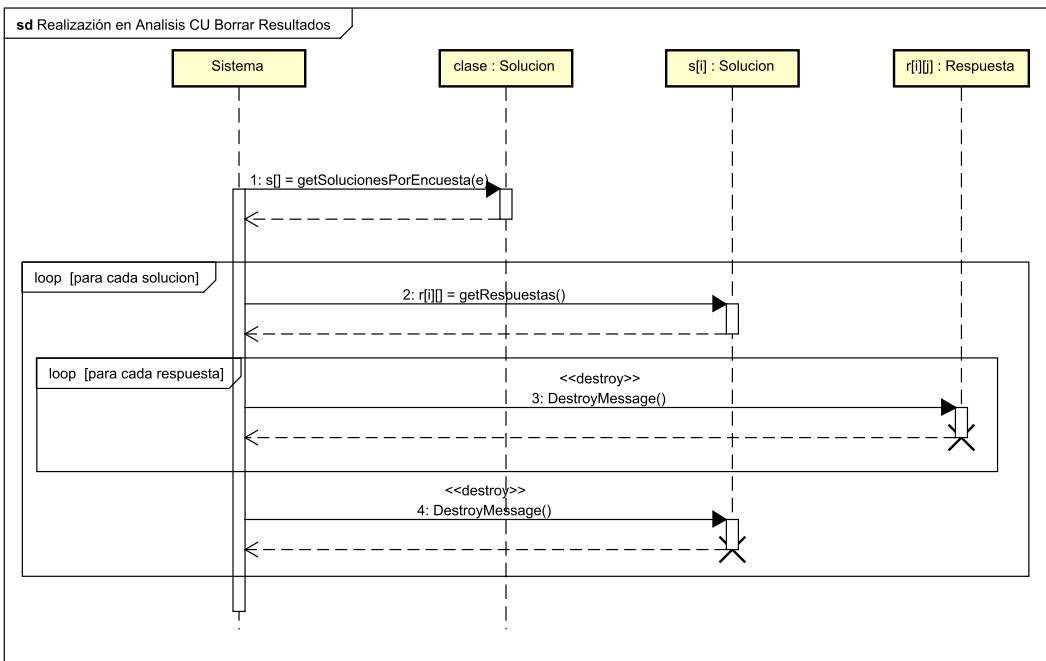 sd Realizazión en Analisis CU Borrar Resultados
Sistema
clase : Solucion
s[i] : Solucion
r[i][j] : Respuesta
1: s[] = getSolucionesPorEncuesta(e)
loop [para cada solucion]
2: r[i][] = getRespuestas()
loop [para cada respuesta]
<<destroy>>
3: DestroyMessage()
<<destroy>>
4: DestroyMessage()